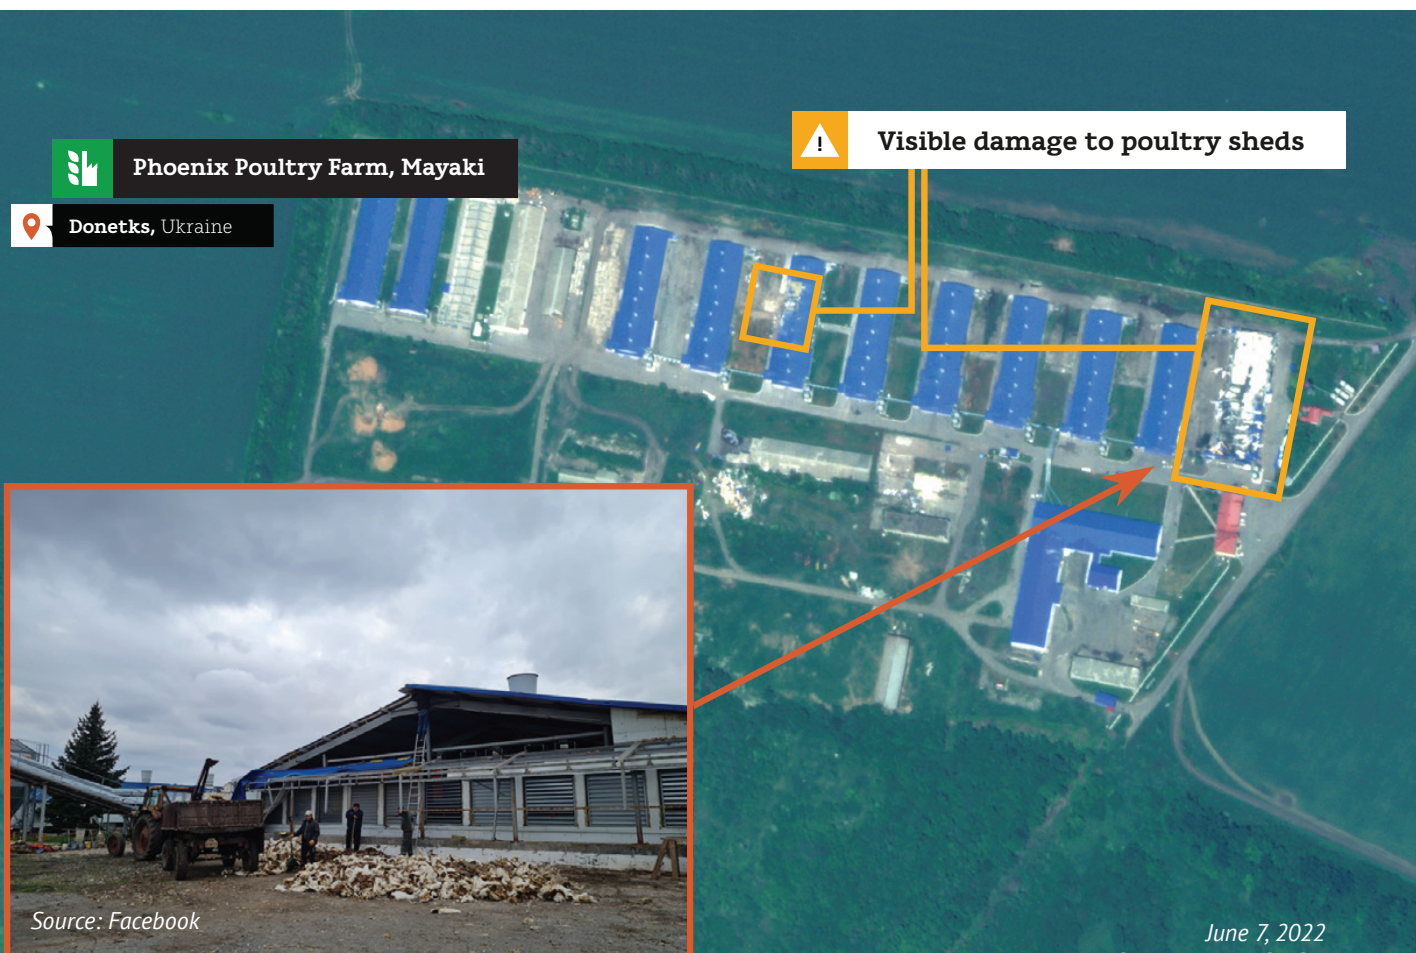 Phoenix Poultry Farm, Mayaki
Donetks, Ukraine
Visible damage to poultry sheds
Source: Facebook
June 7, 2022